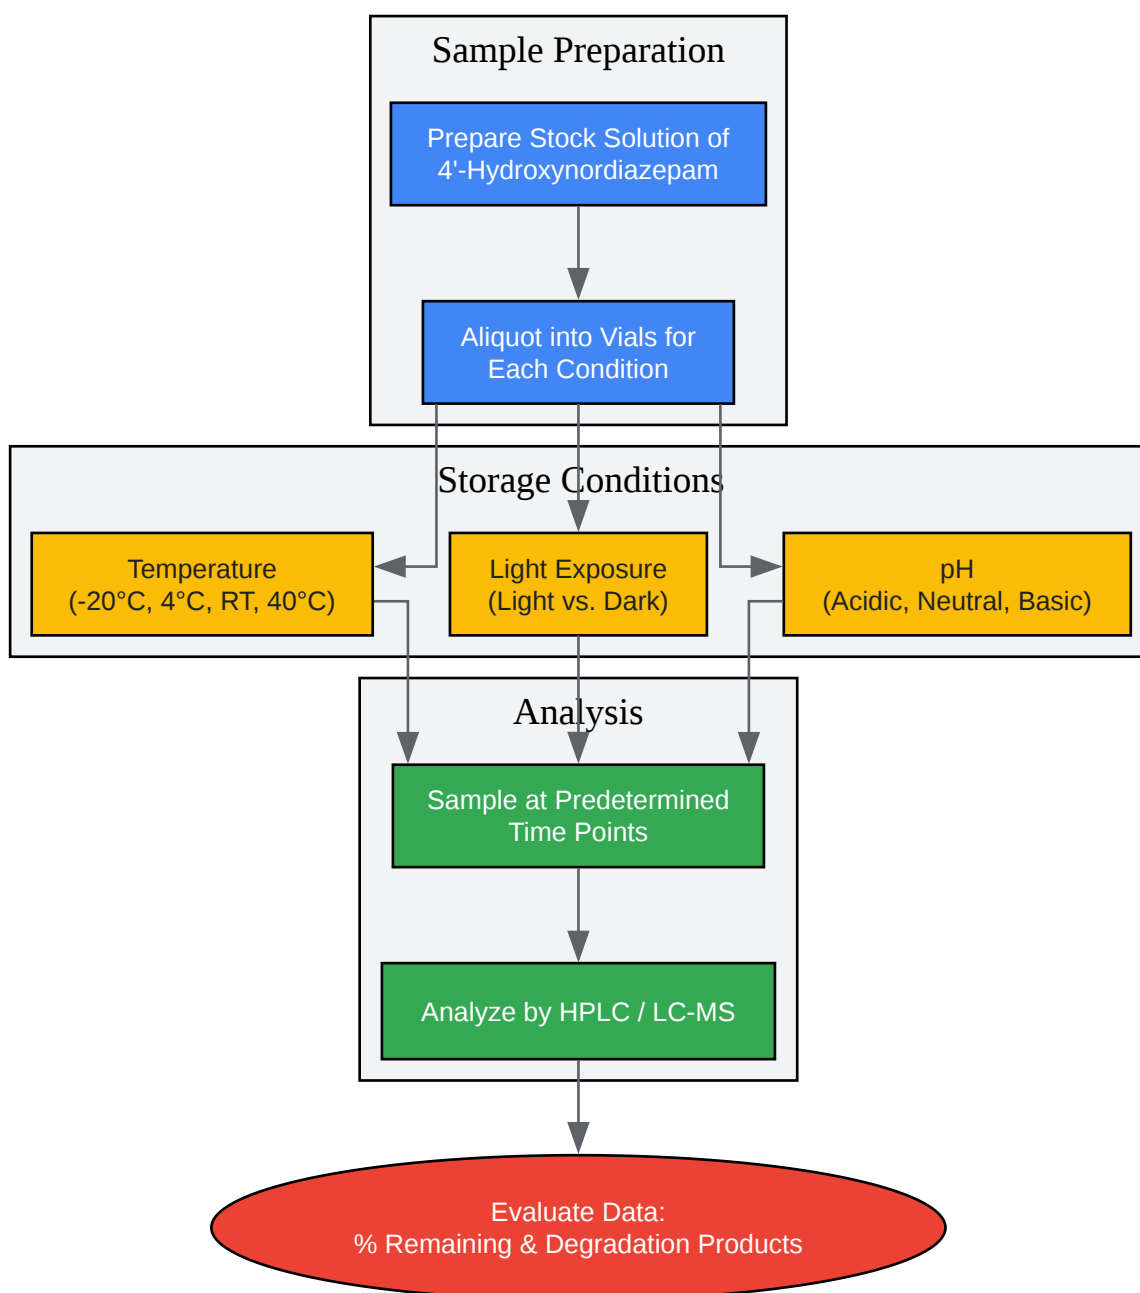 Sample Preparation
Prepare Stock Solution of
4'-Hydroxynordiazepam
Aliquot into Vials for
Each Condition
Storage Conditions
Temperature
(-20°C, 4°C, RT, 40°C)
Light Exposure
(Light vs. Dark)
pH
(Acidic, Neutral, Basic)
Analysis
Sample at Predetermined
Time Points
Analyze by HPLC / LC-MS
Evaluate Data:
% Remaining & Degradation Products